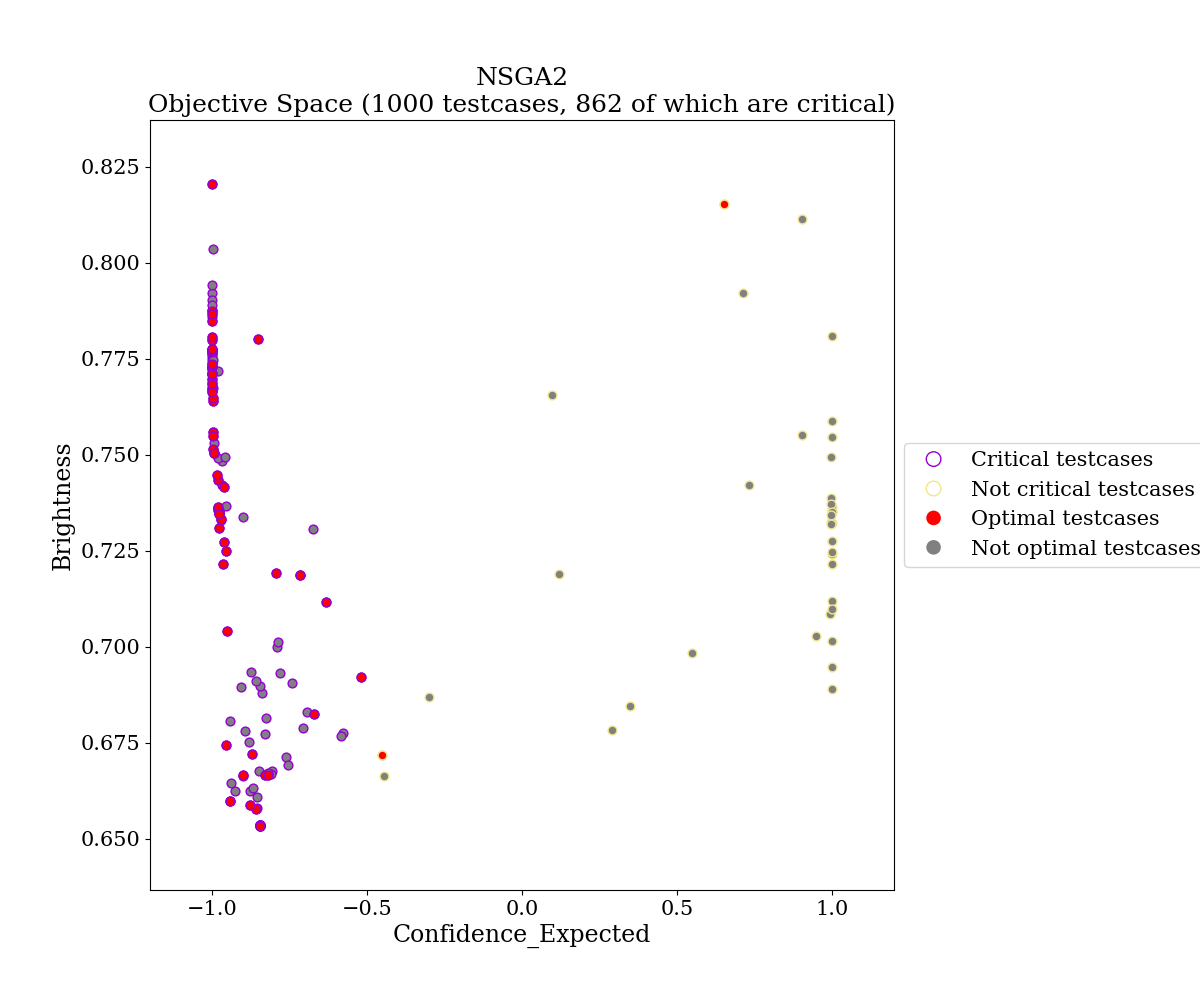 NSGA2
Objective Space (1000 testcases, 862 of which are critical)
0.825
0.800
0.775
0.750
0.725
0.700
0.675
0.650
Brightness
−1.0
−0.5
0.0
0.5
1.0
Confidence_Expected
Critical testcases
Not critical testcases
Optimal testcases
Not optimal testcases